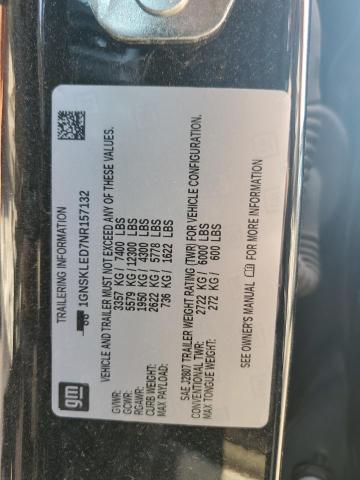 gm
TRAILERING INFORMATION
1GNSKLED7NR157132
VEHICLE AND TRAILER MUST NOT EXCEED ANY OF THESE VALUES.
GVWR: 3357 KG / 7400 LBS
GCWR: 5579 KG / 12300 LBS
RGAWR: 1950 KG / 4300 LBS
CURB WEIGHT: 2622 KG / 5778 LBS
MAX PAYLOAD: 736 KG / 1622 LBS
SAE J2807 TRAILER WEIGHT RATING (TWR) FOR VEHICLE CONFIGURATION.
CONVENTIONAL TWR: 2722 KG / 6000 LBS
MAX TONGUE WEIGHT: 272 KG / 600 LBS
SEE OWNER'S MANUAL FOR MORE INFORMATION